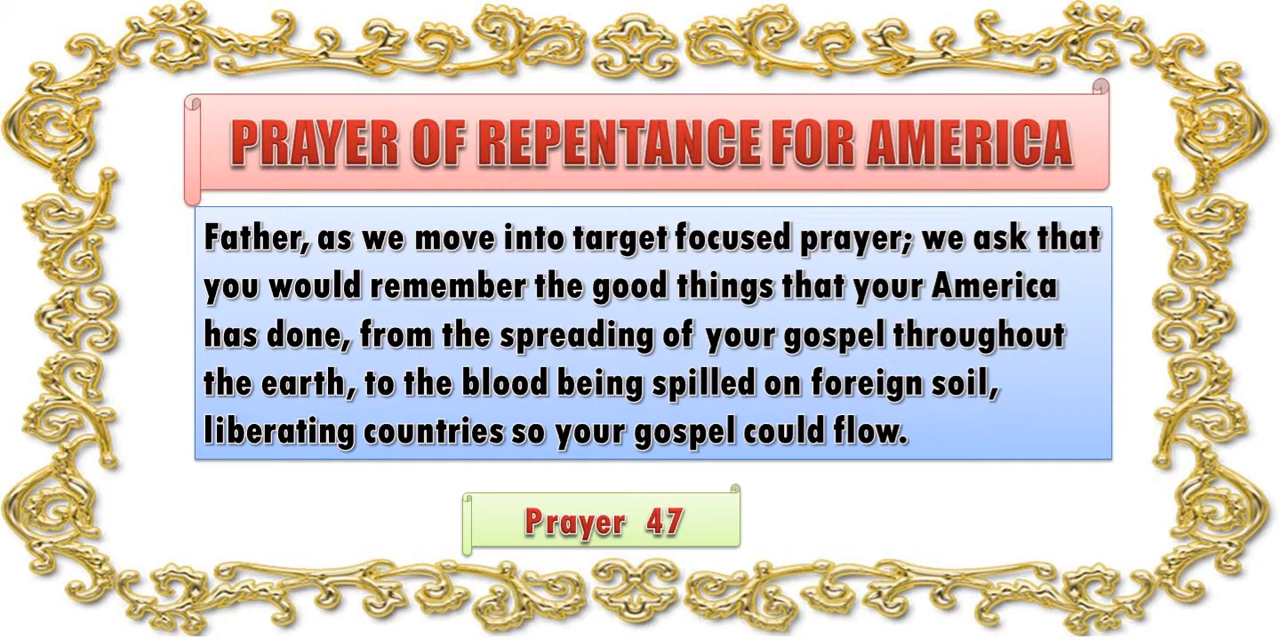 PRAYER OF REPENTANCE FOR AMERICA
Father, as we move into target focused prayer; we ask that
you would remember the good things that your America
has done, from the spreading of your gospel throughout
the earth, to the blood being spilled on foreign soil,
liberating countries so your gospel could flow.
Prayer 47